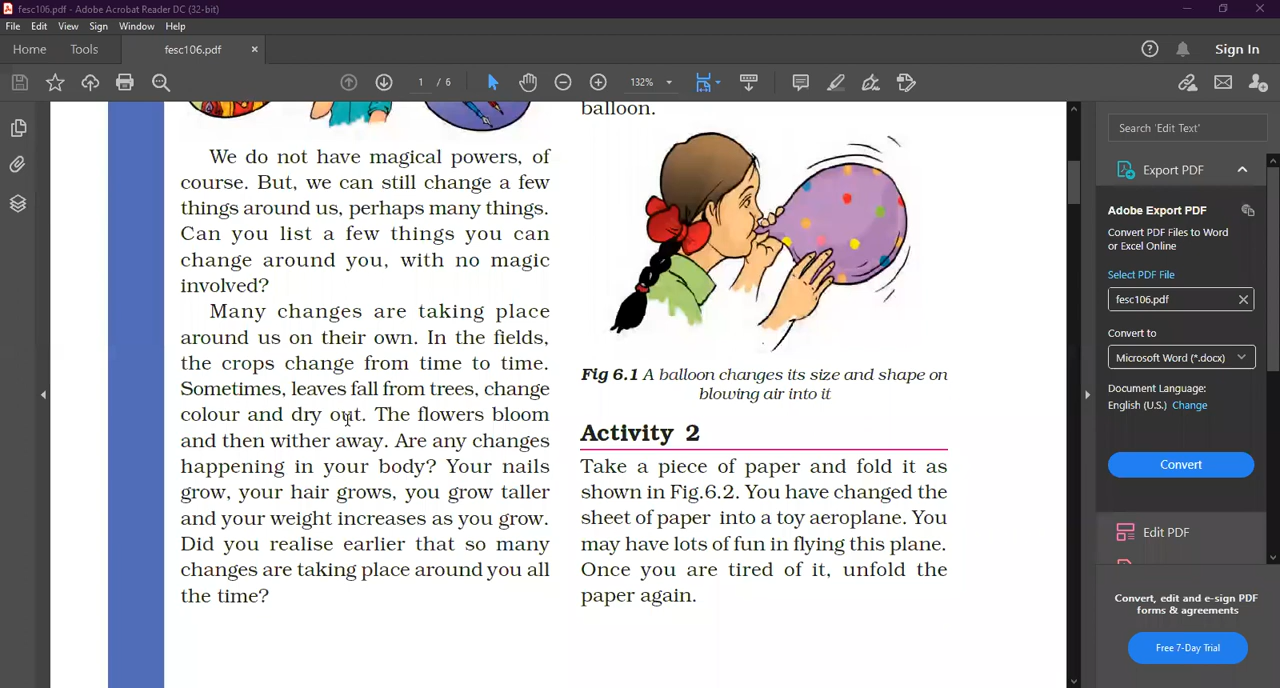 fesc106.pdf - Adobe Acrobat Reader DC (32-bit)
File Edit View Sign Window Help
Home Tools fesc106.pdf × Sign In
1 / 6 132%
We do not have magical powers, of
course. But, we can still change a few
things around us, perhaps many things.
Can you list a few things you can
change around you, with no magic
involved?
Many changes are taking place
around us on their own. In the fields,
the crops change from time to time.
Sometimes, leaves fall from trees, change
colour and dry out. The flowers bloom
and then wither away. Are any changes
happening in your body? Your nails
grow, your hair grows, you grow taller
and your weight increases as you grow.
Did you realise earlier that so many
changes are taking place around you all
the time?
balloon.
Fig 6.1 A balloon changes its size and shape on
blowing air into it
Activity 2
Take a piece of paper and fold it as
shown in Fig.6.2. You have changed the
sheet of paper into a toy aeroplane. You
may have lots of fun in flying this plane.
Once you are tired of it, unfold the
paper again.
Search 'Edit Text'
Export PDF
Adobe Export PDF
Convert PDF Files to Word
or Excel Online
Select PDF File
fesc106.pdf
Convert to
Microsoft Word (*.docx)
Document Language:
English (U.S.) Change
Convert
Edit PDF
Convert, edit and e-sign PDF
forms & agreements
Free 7-Day Trial